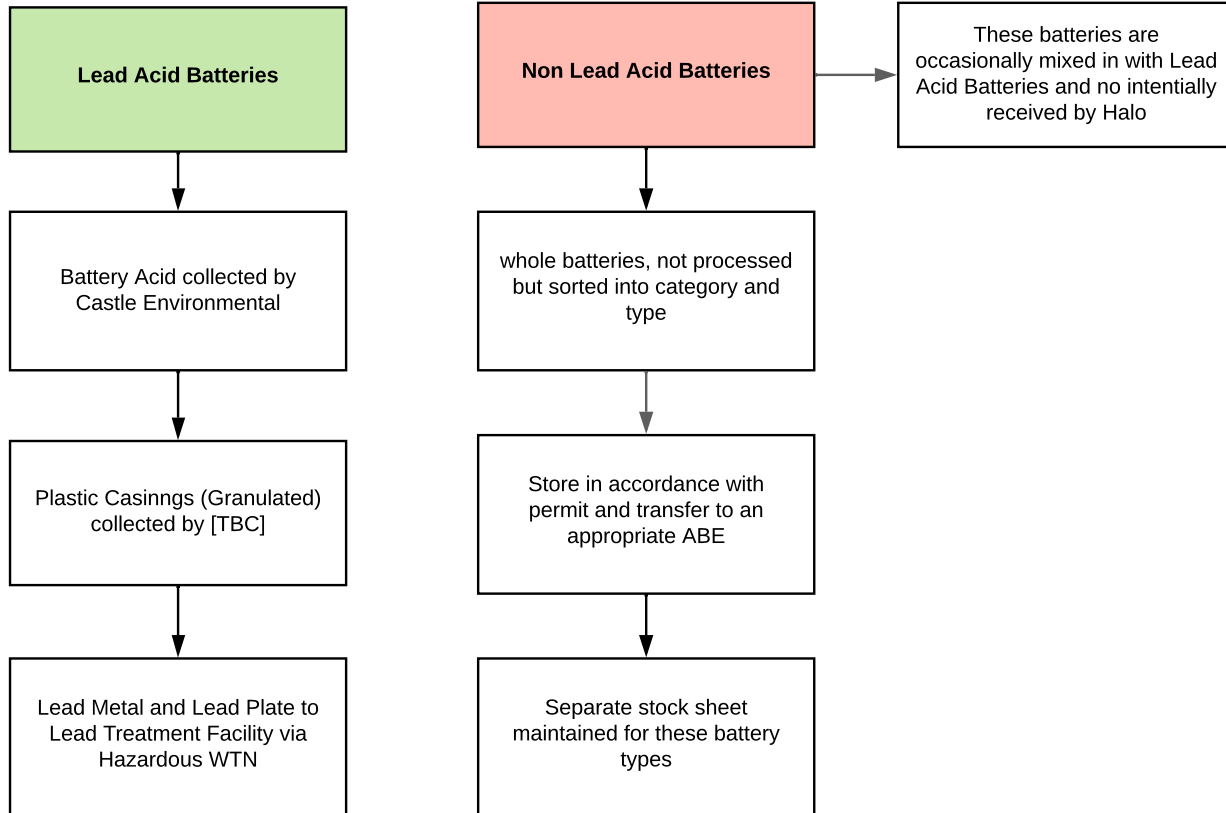 Lead Acid Batteries
Battery Acid collected by
Castle Environmental
Plastic Casinngs (Granulated)
collected by [TBC]
Lead Metal and Lead Plate to
Lead Treatment Facility via
Hazardous WTN
Non Lead Acid Batteries
whole batteries, not processed
but sorted into category and
type
Store in accordance with
permit and transfer to an
appropriate ABE
Separate stock sheet
maintained for these battery
types
These batteries are
occasionally mixed in with Lead
Acid Batteries and no intentially
received by Halo